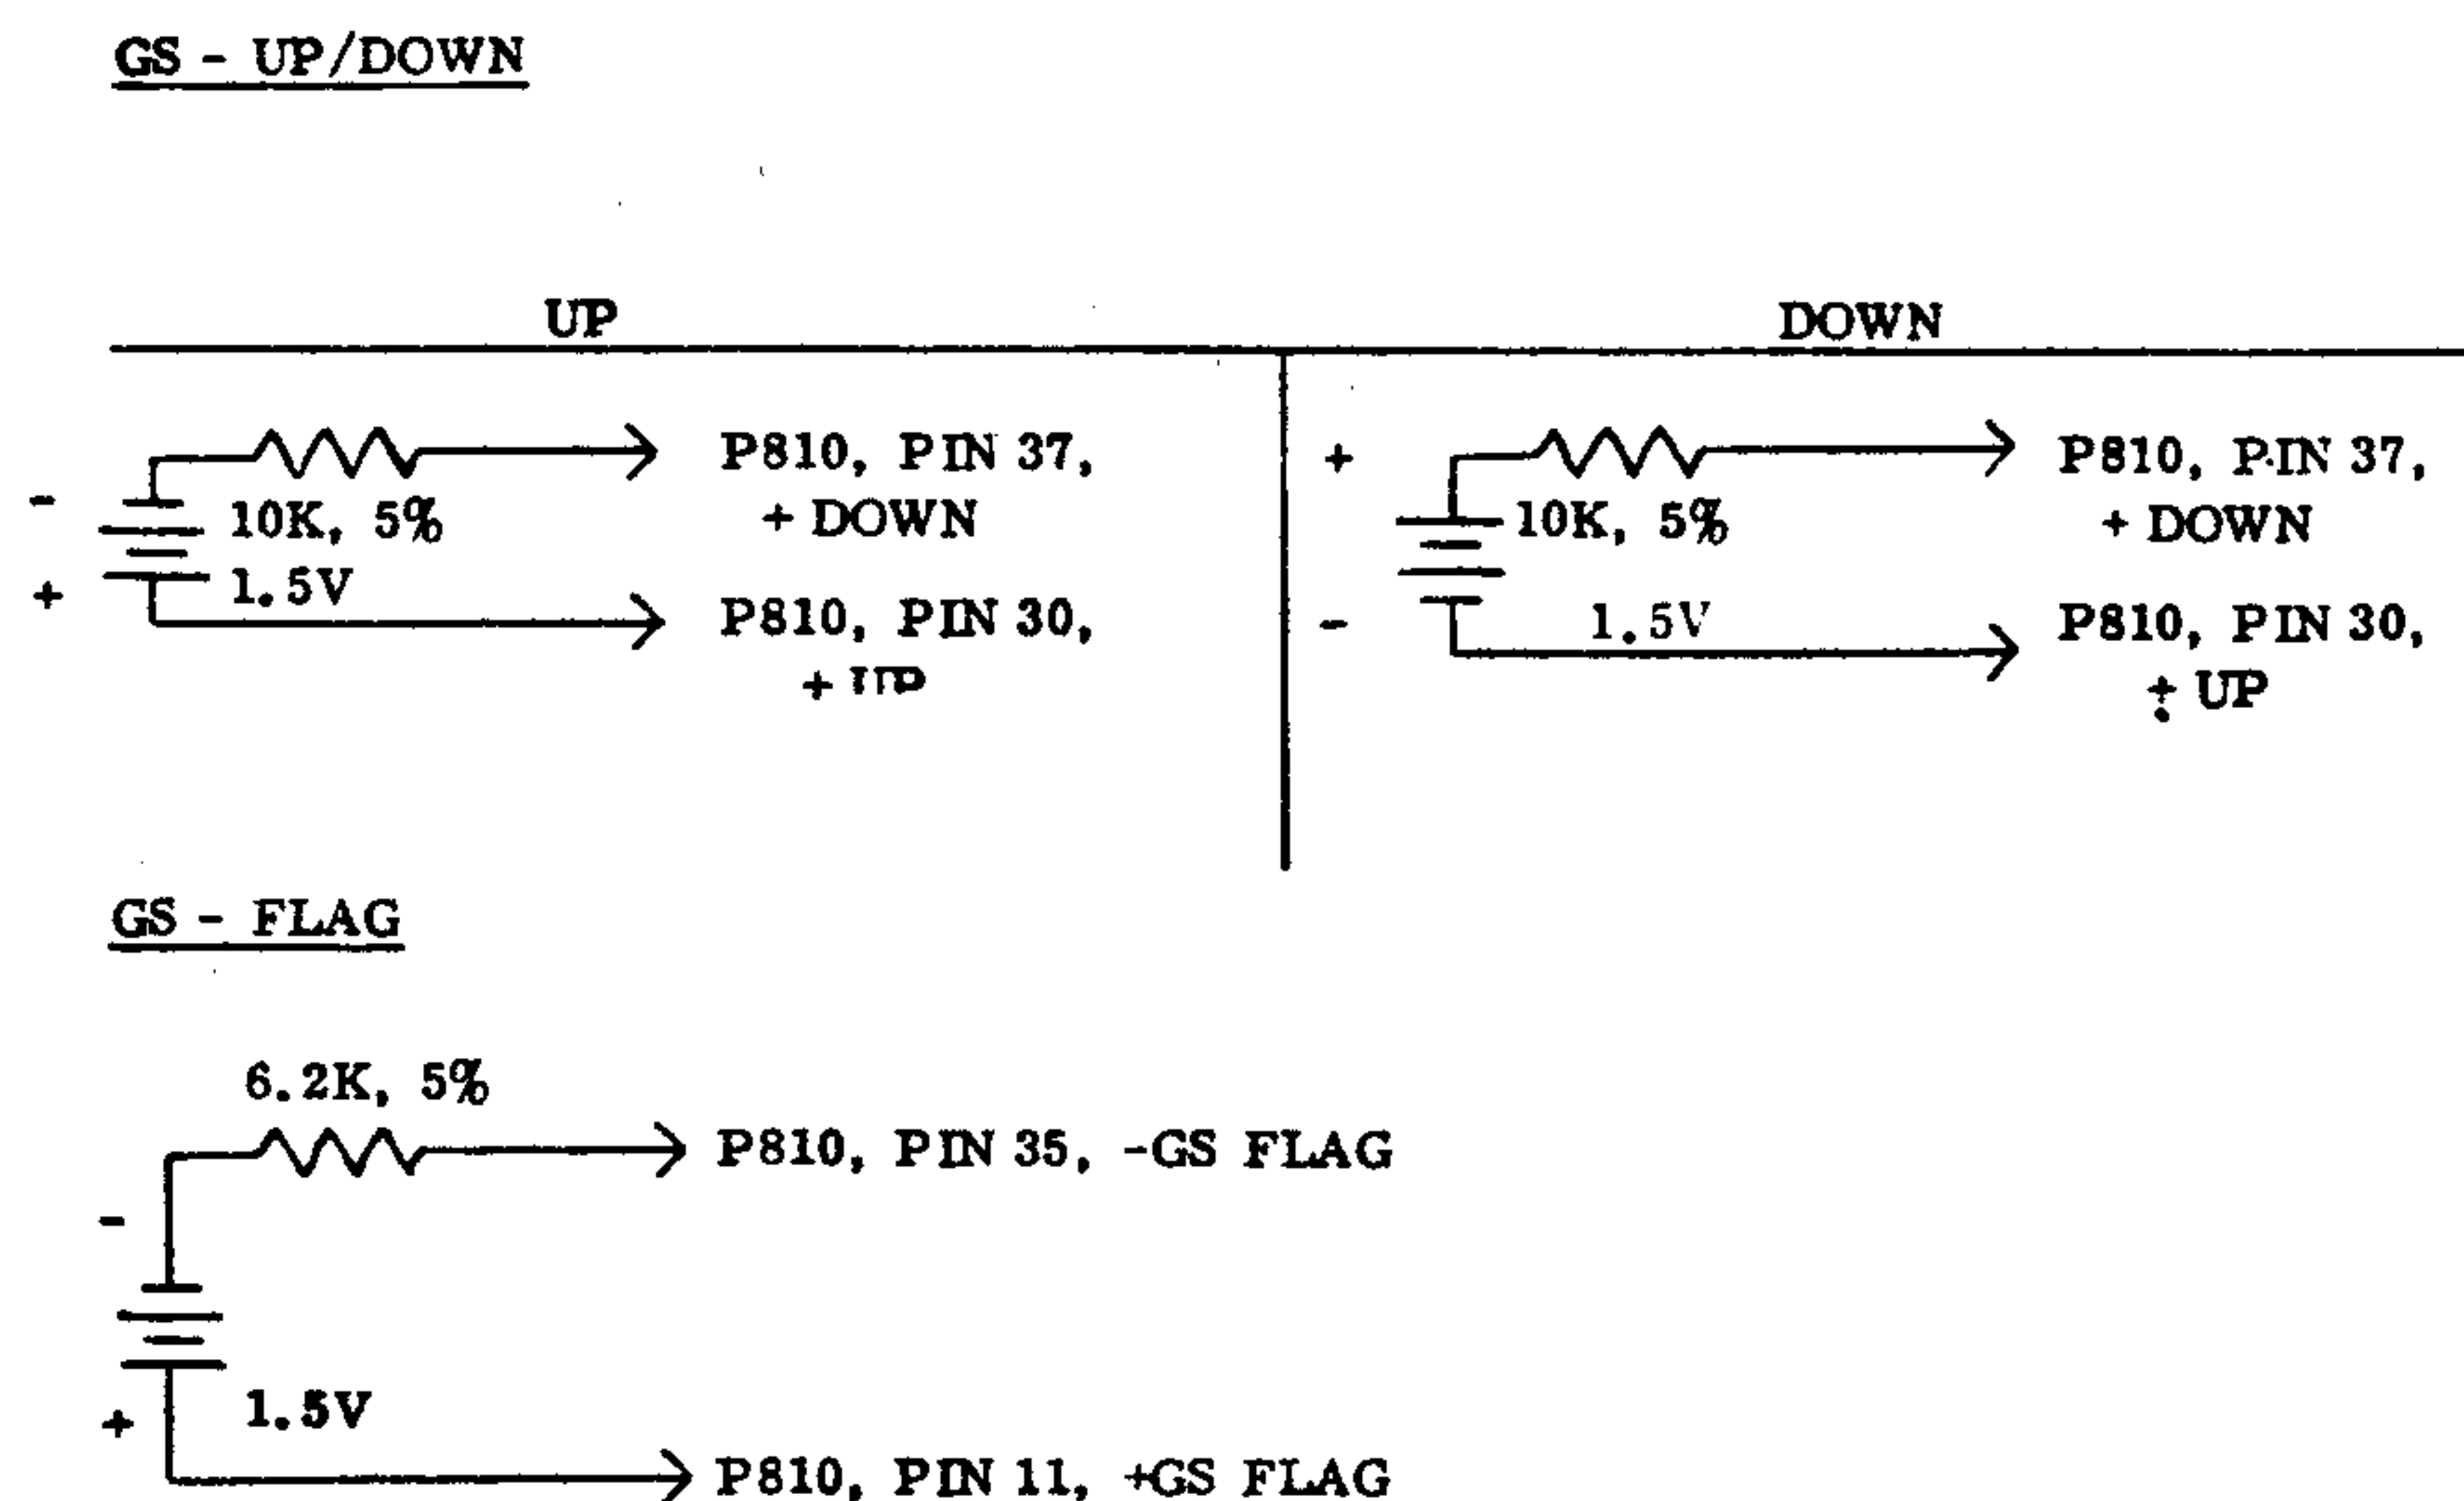 GS - UP/DOWN
UP
DOWN
-
10K, 5%
+
1.5V
P810, PIN 37,
+ DOWN
P810, PIN 30,
+ UP
+
10K, 5%
-
1.5V
P810, PIN 37,
+ DOWN
P810, PIN 30,
+ UP
GS - FLAG
6.2K, 5%
P810, PIN 35, -GS FLAG
-
+
1.5V
P810, PIN 11, +GS FLAG